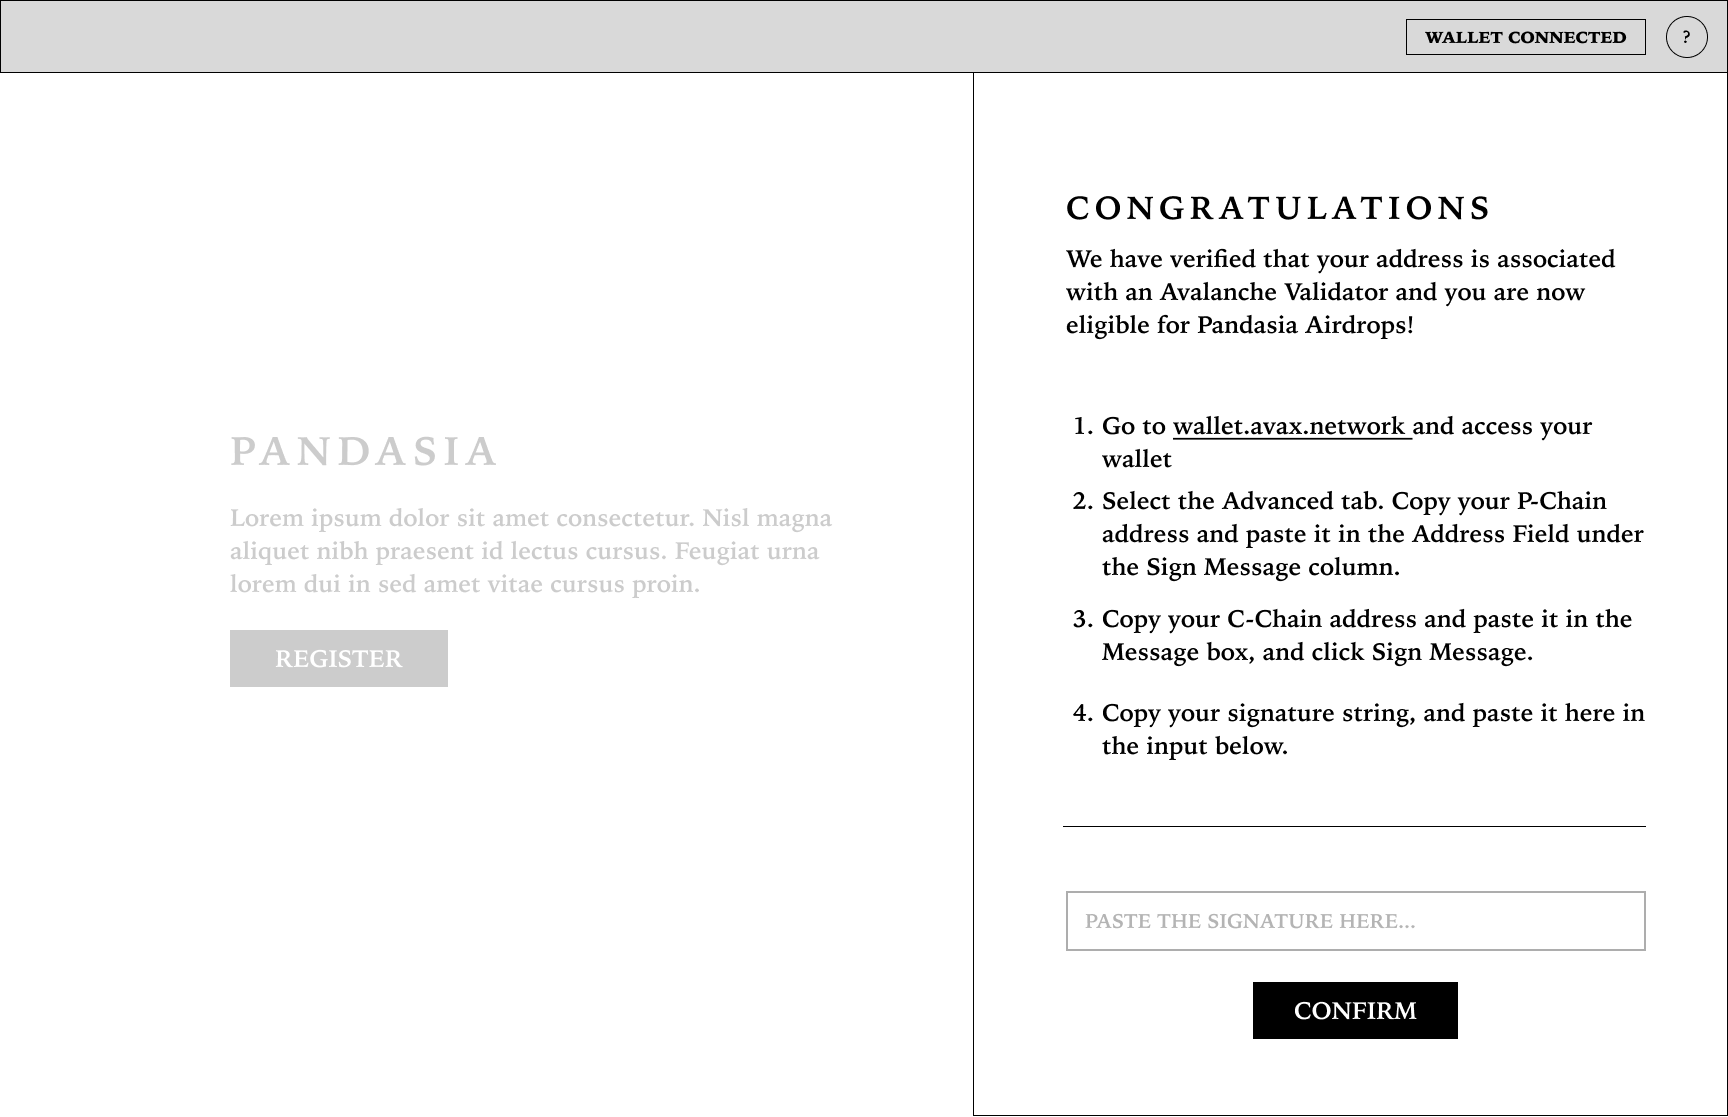 WALLET CONNECTED
?
PANDASIA
Lorem ipsum dolor sit amet consectetur. Nisl magna
aliquet nibh praesent id lectus cursus. Feugiat urna
lorem dui in sed amet vitae cursus proin.
REGISTER
CONGRATULATIONS
We have verified that your address is associated
with an Avalanche Validator and you are now
eligible for Pandasia Airdrops!
1. Go to wallet.avax.network and access your
wallet
2. Select the Advanced tab. Copy your P-Chain
address and paste it in the Address Field under
the Sign Message column.
3. Copy your C-Chain address and paste it in the
Message box, and click Sign Message.
4. Copy your signature string, and paste it here in
the input below.
PASTE THE SIGNATURE HERE...
CONFIRM